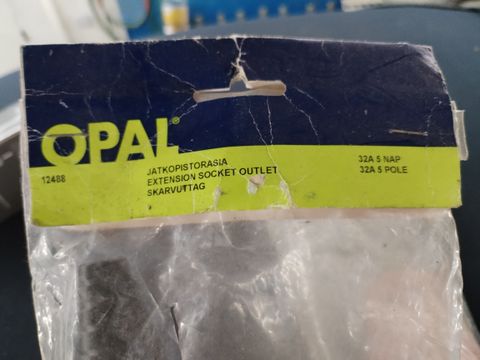 OPAL®
12488
JATKOPISTORASIA
EXTENSION SOCKET OUTLET
SKARVUTTAG
32A 5 NAP
32A 5 POLE